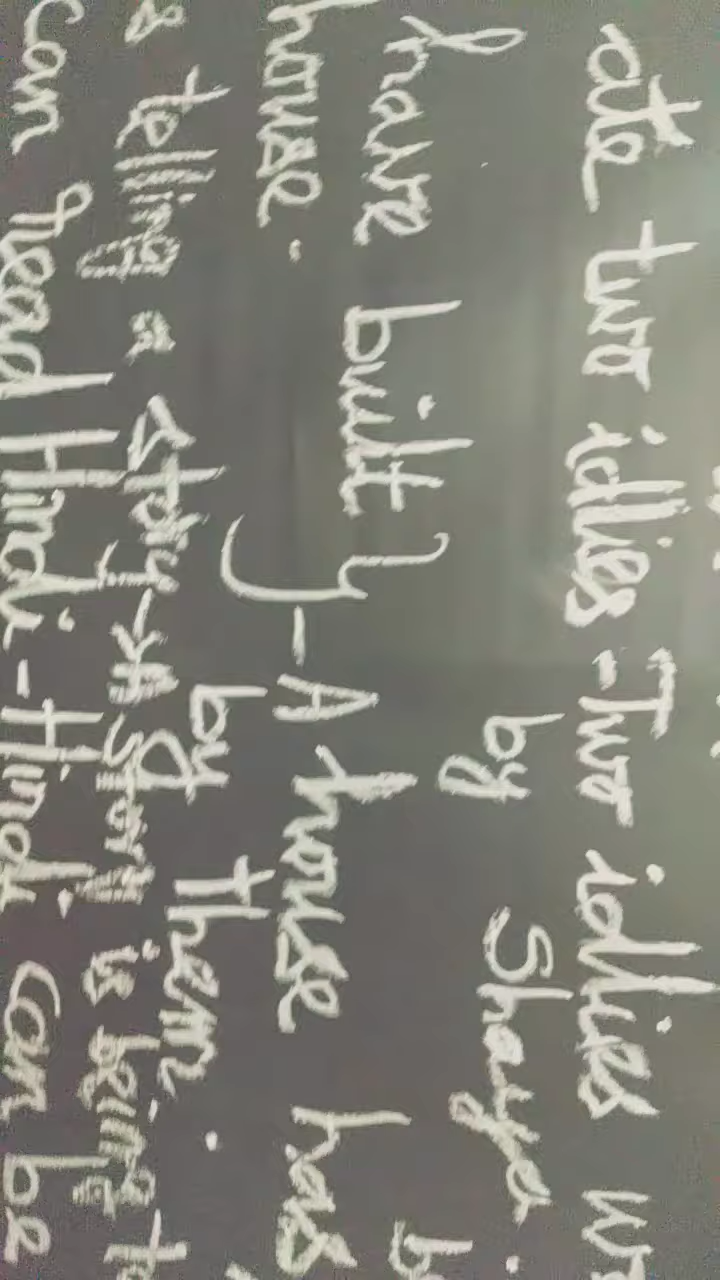 ate two idlies - Two idlies w
by
have built } - A house has b
house. by them.
s telling a story → A story is being to
can read Hindi - Hindi can be